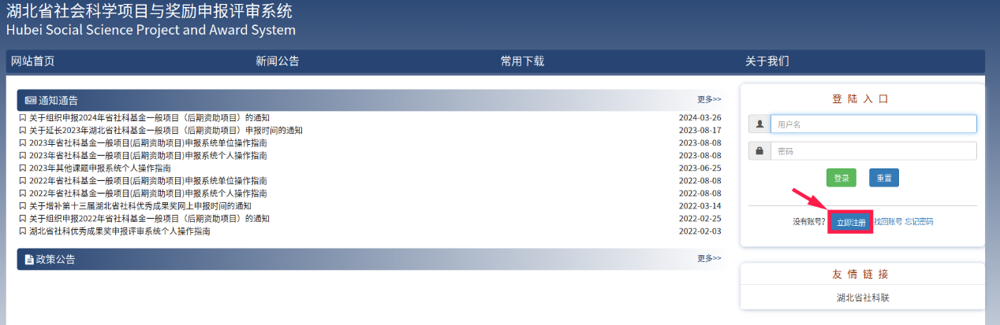 湖北省社会科学项目与奖励申报评审系统
Hubei Social Science Project and Award System
网站首页 新闻公告 常用下载 关于我们
通知通告 更多>>
关于组织申报2024年省社科基金一般项目（后期资助项目）的通知 2024-03-26
关于延长2023年湖北省社科基金一般项目（后期资助项目）申报时间的通知 2023-08-17
2023年省社科基金一般项目(后期资助项目)申报系统单位操作指南 2023-08-08
2023年省社科基金一般项目(后期资助项目)申报系统个人操作指南 2023-08-08
2023年其他课题申报系统个人操作指南 2023-06-25
2022年省社科基金一般项目(后期资助项目)申报系统单位操作指南 2022-08-08
2022年省社科基金一般项目(后期资助项目)申报系统个人操作指南 2022-08-08
关于增补第十三届湖北省社科优秀成果奖网上申报时间的通知 2022-03-14
关于组织申报2022年省社科基金一般项目（后期资助项目）的通知 2022-02-25
湖北省社科优秀成果奖申报评审系统个人操作指南 2022-02-03
政策公告 更多>>
登陆入口
用户名
密码
登录 重置
没有账号? 立即注册 找回账号 忘记密码
友情链接
湖北省社科联